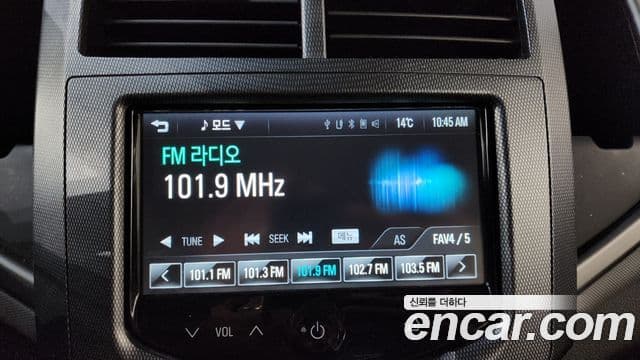 ♪ 모드 ▼ 14℃ 10:45 AM
FM 라디오
101.9 MHz
◀ TUNE ▶ ⏮ SEEK ⏭ 메뉴 AS FAV4 / 5
< 101.1 FM 101.3 FM 101.9 FM 102.7 FM 103.5 FM >
VOL
신뢰를 더하다
encar.com